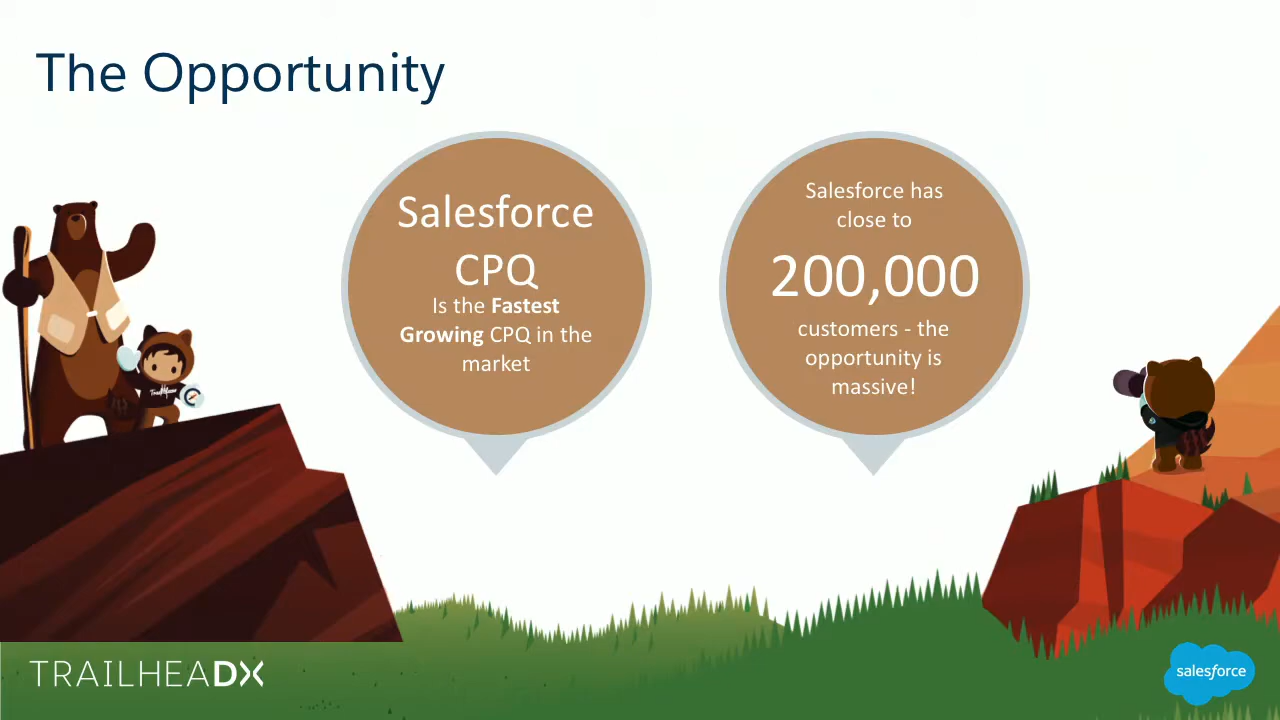 The Opportunity
Salesforce
CPQ
Is the Fastest
Growing CPQ in the
market
Salesforce has
close to
200,000
customers - the
opportunity is
massive!
TRAILHEADX
salesforce